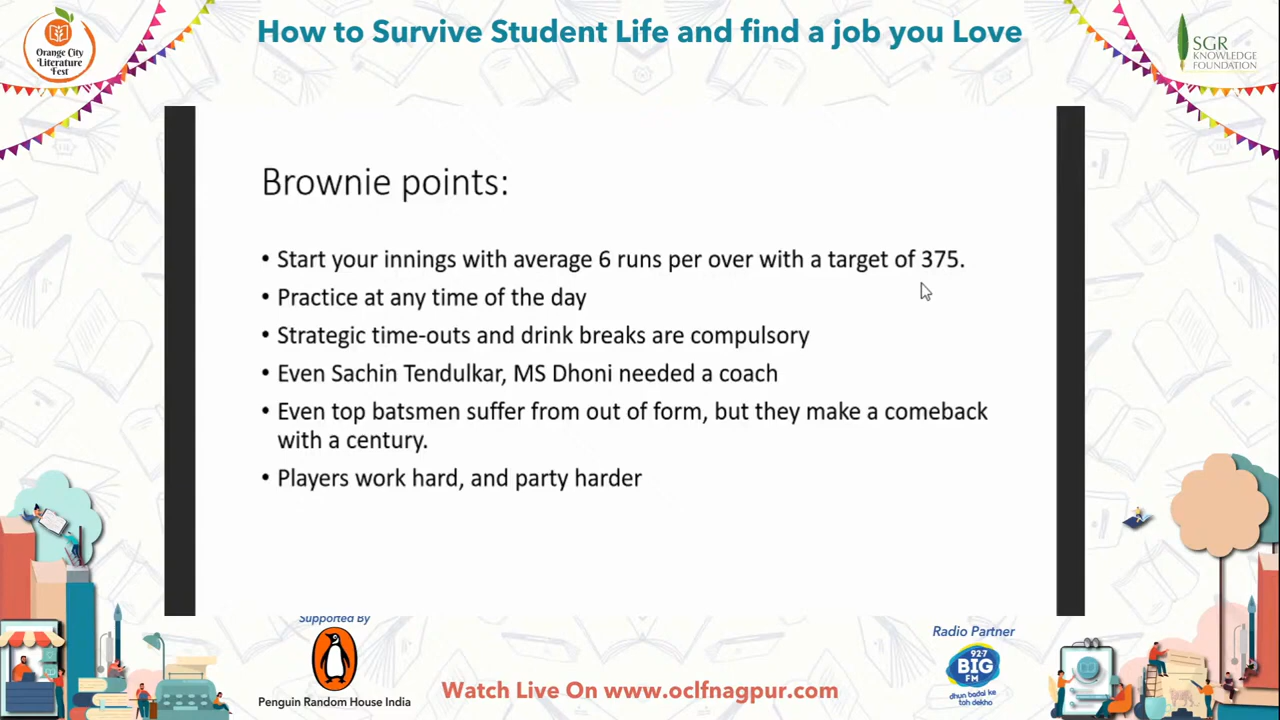 How to Survive Student Life and find a job you Love
Orange City
Literature
Fest
SGR
KNOWLEDGE
FOUNDATION
Brownie points:
• Start your innings with average 6 runs per over with a target of 375.
• Practice at any time of the day
• Strategic time-outs and drink breaks are compulsory
• Even Sachin Tendulkar, MS Dhoni needed a coach
• Even top batsmen suffer from out of form, but they make a comeback
with a century.
• Players work hard, and party harder
Supported By
Penguin Random House India
Watch Live On www.oclfnagpur.com
Radio Partner
92·7
BIG
FM
dhun badal ke
toh dekho